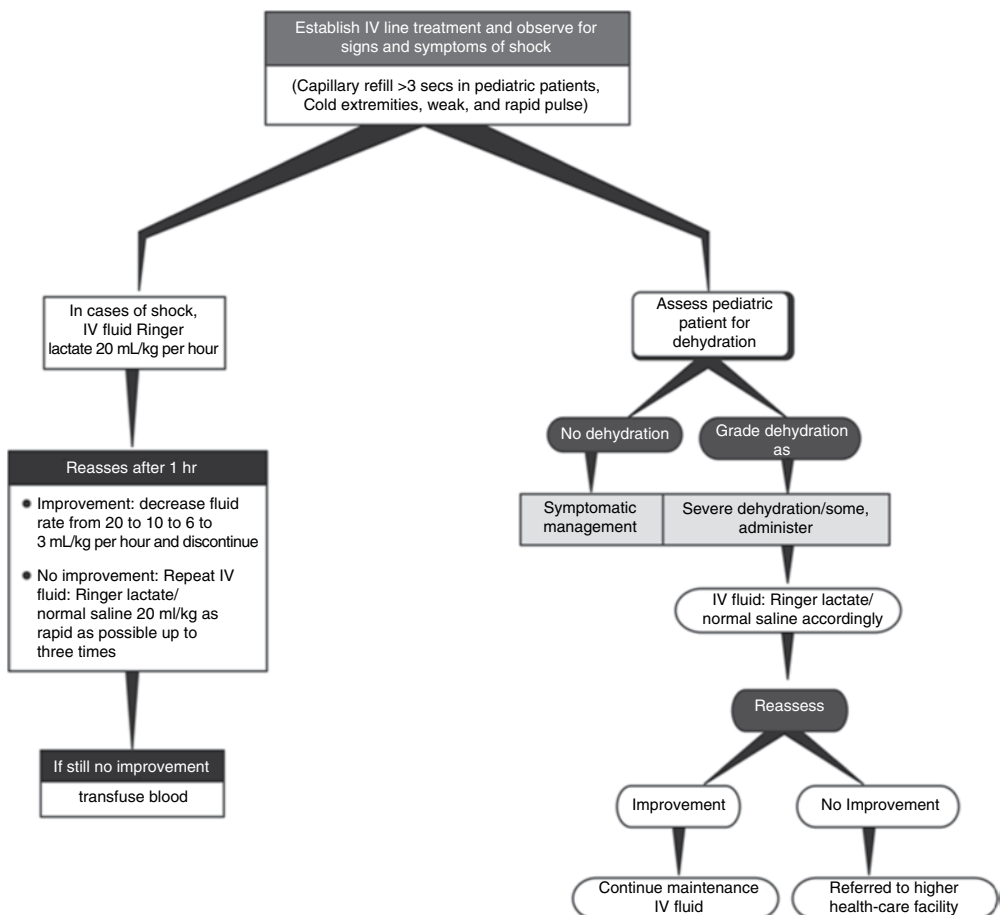 Establish IV line treatment and observe for
signs and symptoms of shock
(Capillary refill >3 secs in pediatric patients,
Cold extremities, weak, and rapid pulse)
In cases of shock,
IV fluid Ringer
lactate 20 mL/kg per hour
Reasses after 1 hr
● Improvement: decrease fluid
rate from 20 to 10 to 6 to
3 mL/kg per hour and discontinue
● No improvement: Repeat IV
fluid: Ringer lactate/
normal saline 20 ml/kg as
rapid as possible up to
three times
If still no improvement
transfuse blood
Assess pediatric
patient for
dehydration
No dehydration
Grade dehydration
as
Symptomatic
management
Severe dehydration/some,
administer
IV fluid: Ringer lactate/
normal saline accordingly
Reassess
Improvement
No Improvement
Continue maintenance
IV fluid
Referred to higher
health-care facility